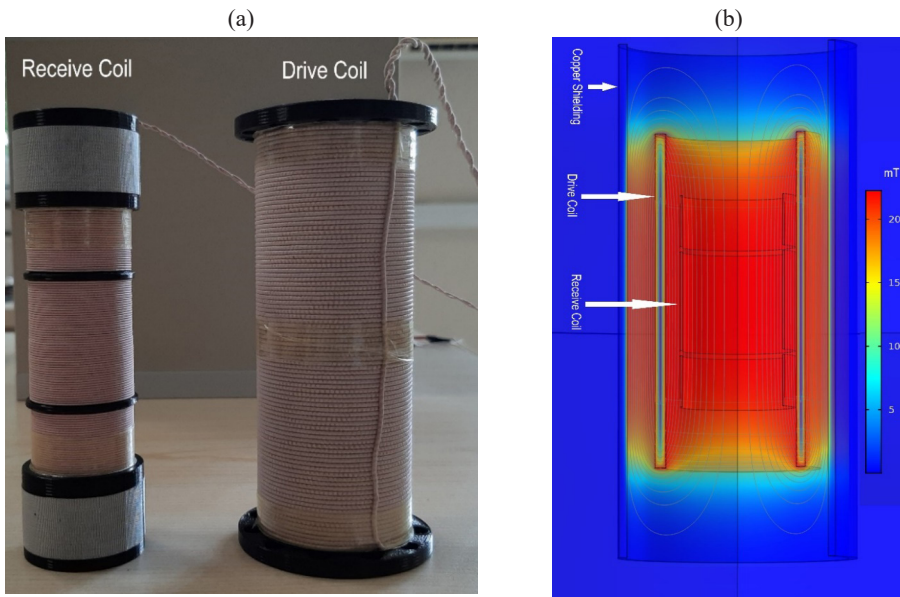 (a)
(b)
Receive Coil
Drive Coil
Copper Shielding
Drive Coil
Receive Coil
mT
20
15
10
5